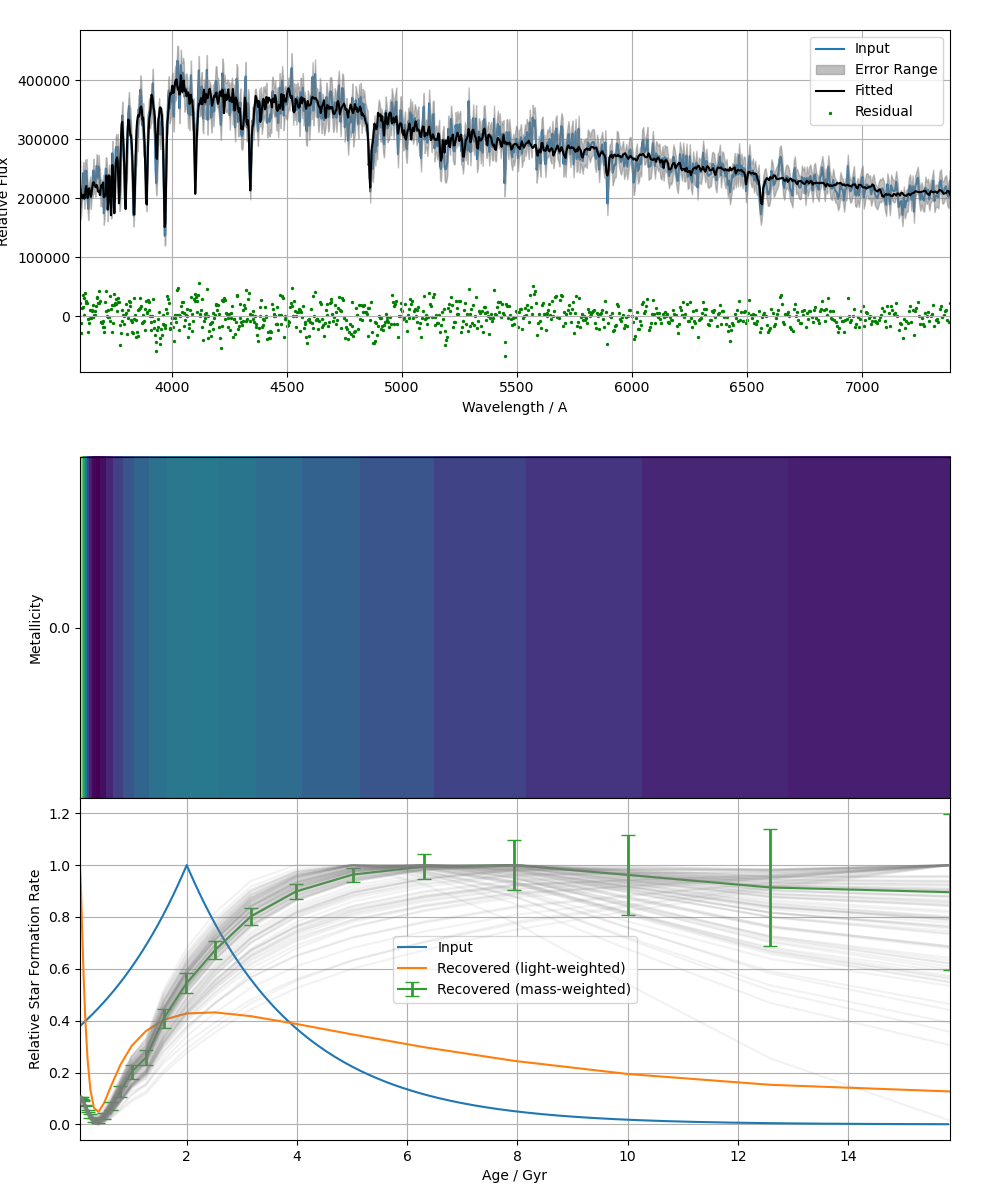 400000
300000
200000
100000
0
Relative Flux
Input
Error Range
Fitted
Residual
4000 4500 5000 5500 6000 6500 7000
Wavelength / A
Metallicity
0.0
1.2
1.0
0.8
0.6
0.4
0.2
0.0
Relative Star Formation Rate
Input
Recovered (light-weighted)
Recovered (mass-weighted)
2 4 6 8 10 12 14
Age / Gyr